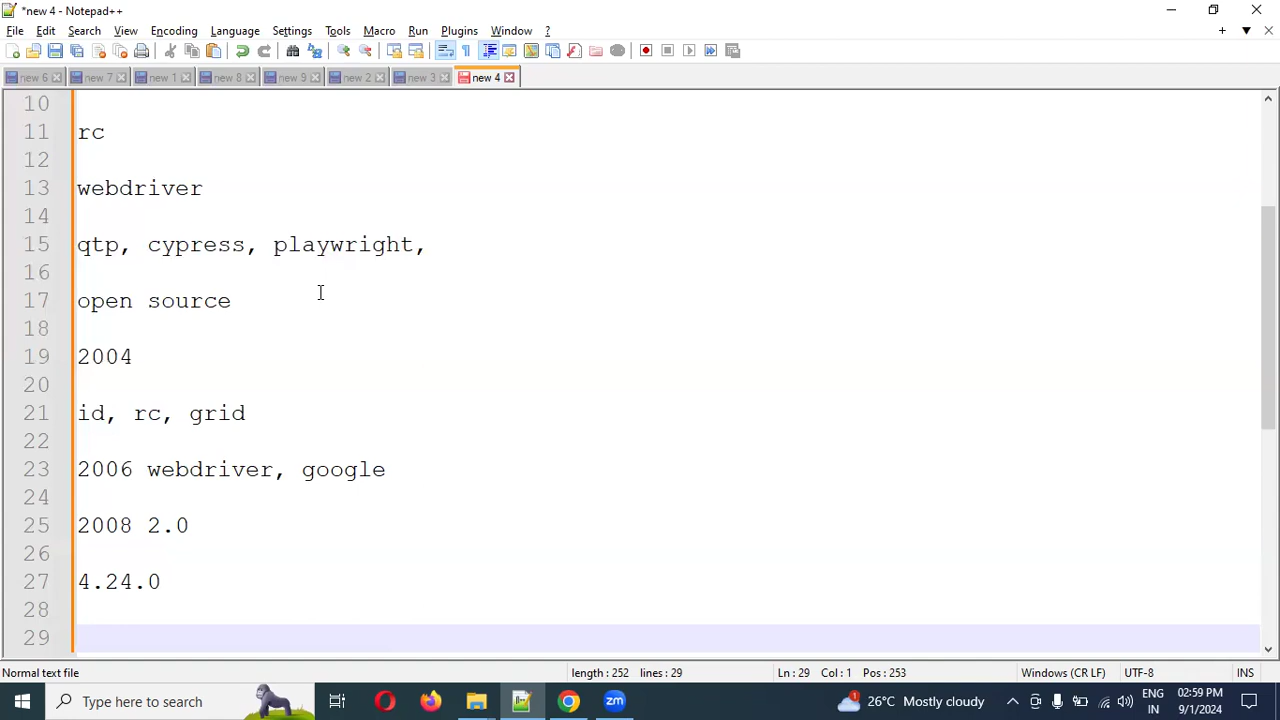 *new 4 - Notepad++
File Edit Search View Encoding Language Settings Tools Macro Run Plugins Window ?
new 6 new 7 new 1 new 8 new 9 new 2 new 3 new 4
10
11 rc
12
13 webdriver
14
15 qtp, cypress, playwright,
16
17 open source
18
19 2004
20
21 id, rc, grid
22
23 2006 webdriver, google
24
25 2008 2.0
26
27 4.24.0
28
29
Normal text file length : 252 lines : 29 Ln : 29 Col : 1 Pos : 253 Windows (CR LF) UTF-8 INS
Type here to search 1 26°C Mostly cloudy ENG 02:59 PM
zm IN 9/1/2024